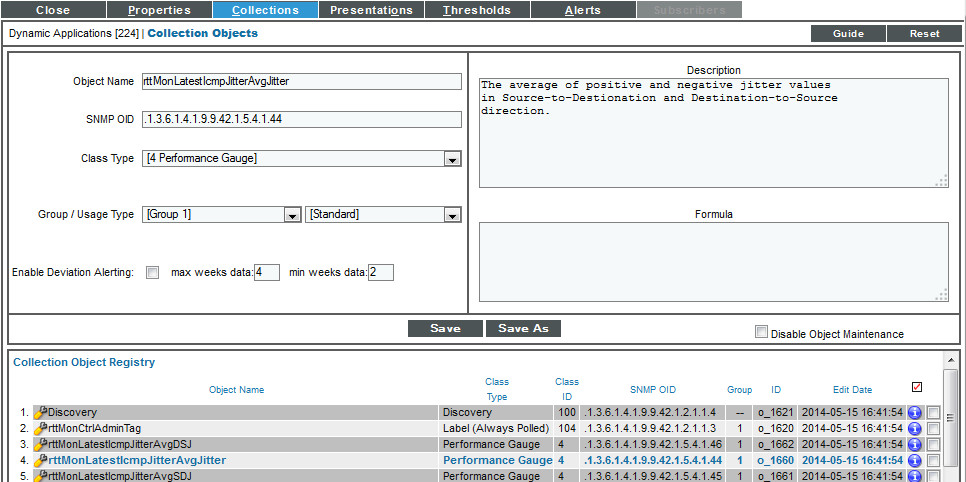 Close Properties Collections Presentations Thresholds Alerts Subscribers
Dynamic Applications [224] | Collection Objects Guide Reset
Object Name rttMonLatestIcmpJitterAvgJitter
SNMP OID .1.3.6.1.4.1.9.9.42.1.5.4.1.44
Class Type [4 Performance Gauge]
Group / Usage Type [Group 1] [Standard]
Enable Deviation Alerting: max weeks data: 4 min weeks data: 2
Description
The average of positive and negative jitter values
in Source-to-Destionation and Destination-to-Source
direction.
Formula
Save Save As Disable Object Maintenance
Collection Object Registry
Object Name Class Type Class ID SNMP OID Group ID Edit Date
1. Discovery Discovery 100 .1.3.6.1.4.1.9.9.42.1.2.1.1.4 -- o_1621 2014-05-15 16:41:54
2. rttMonCtrlAdminTag Label (Always Polled) 104 .1.3.6.1.4.1.9.9.42.1.2.1.1.3 1 o_1620 2014-05-15 16:41:54
3. rttMonLatestIcmpJitterAvgDSJ Performance Gauge 4 .1.3.6.1.4.1.9.9.42.1.5.4.1.46 1 o_1662 2014-05-15 16:41:54
4. rttMonLatestIcmpJitterAvgJitter Performance Gauge 4 .1.3.6.1.4.1.9.9.42.1.5.4.1.44 1 o_1660 2014-05-15 16:41:54
5. rttMonLatestIcmpJitterAvgSDJ Performance Gauge 4 .1.3.6.1.4.1.9.9.42.1.5.4.1.45 1 o_1661 2014-05-15 16:41:54